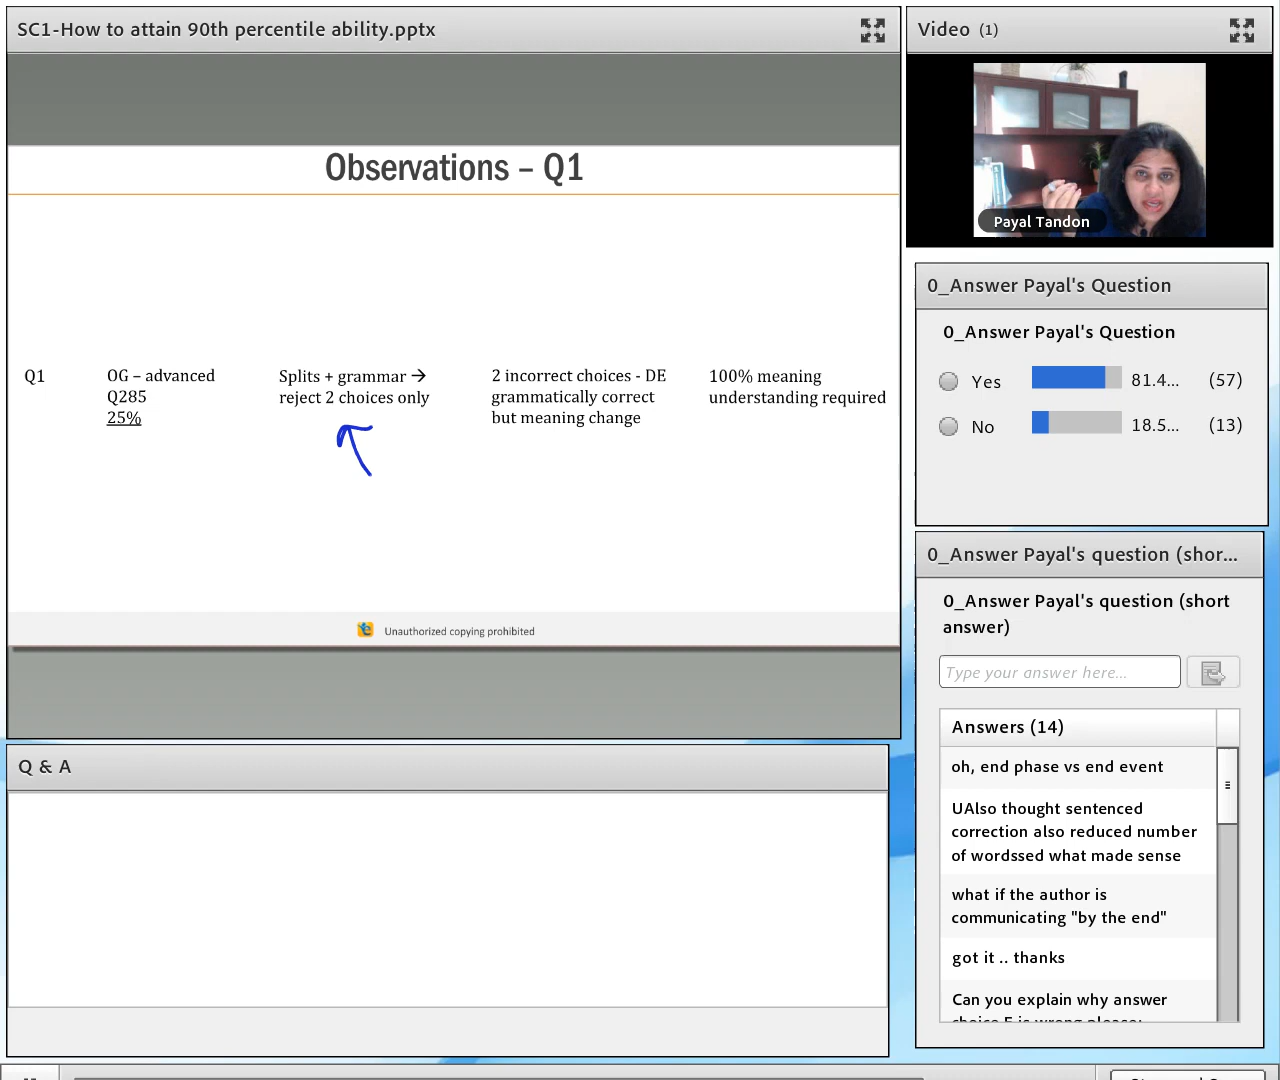 SC1-How to attain 90th percentile ability.pptx
Observations – Q1
Q1
OG – advanced
Q285
25%
Splits + grammar →
reject 2 choices only
2 incorrect choices - DE
grammatically correct
but meaning change
100% meaning
understanding required
Unauthorized copying prohibited
Q & A
Video (1)
Payal Tandon
0_Answer Payal's Question
0_Answer Payal's Question
Yes 81.4... (57)
No 18.5... (13)
0_Answer Payal's question (shor...
0_Answer Payal's question (short
answer)
Type your answer here...
Answers (14)
oh, end phase vs end event
UAlso thought sentenced
correction also reduced number
of wordssed what made sense
what if the author is
communicating "by the end"
got it .. thanks
Can you explain why answer
choice E is wrong please: